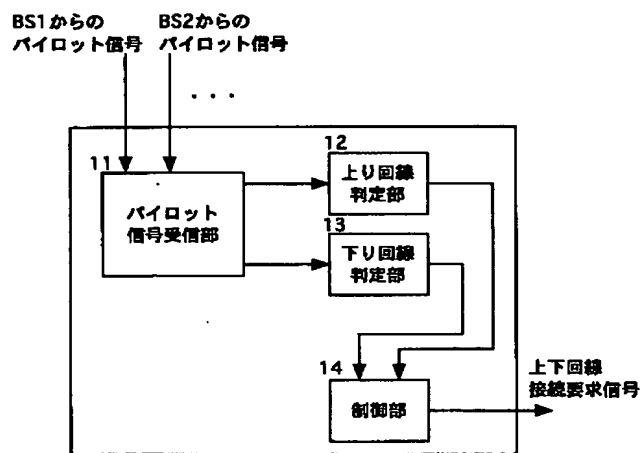 BS1からの
パイロット信号
BS2からの
パイロット信号
・・・
11
パイロット
信号受信部
12
上り回線
判定部
13
下り回線
判定部
14
制御部
上下回線
接続要求信号